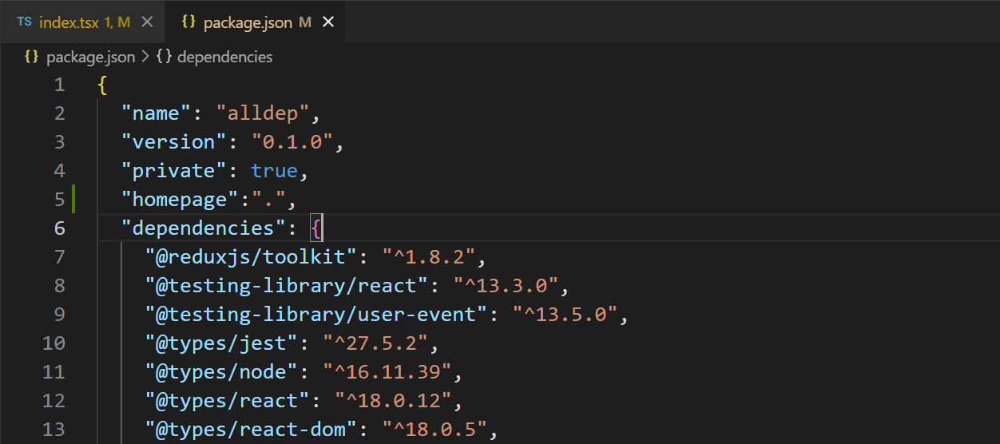 TS index.tsx 1, M × {} package.json M ×
{} package.json > {} dependencies
1 {
2 "name": "alldep",
3 "version": "0.1.0",
4 "private": true,
5 "homepage":".",
6 "dependencies": {
7 "@reduxjs/toolkit": "^1.8.2",
8 "@testing-library/react": "^13.3.0",
9 "@testing-library/user-event": "^13.5.0",
10 "@types/jest": "^27.5.2",
11 "@types/node": "^16.11.39",
12 "@types/react": "^18.0.12",
13 "@types/react-dom": "^18.0.5",